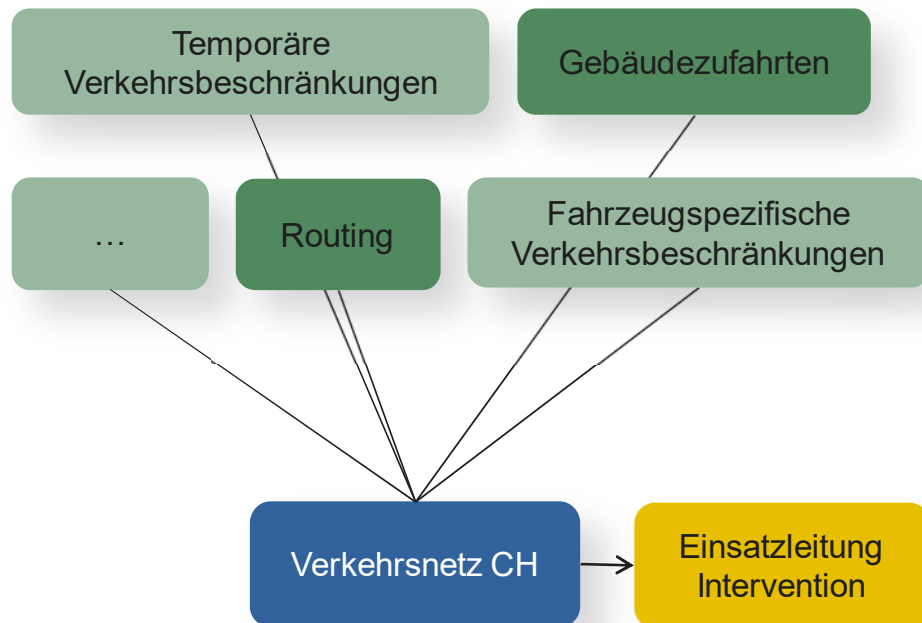 Temporäre
Verkehrsbeschränkungen
Gebäudezufahrten
...
Routing
Fahrzeugspezifische
Verkehrsbeschränkungen
Verkehrsnetz CH
Einsatzleitung
Intervention